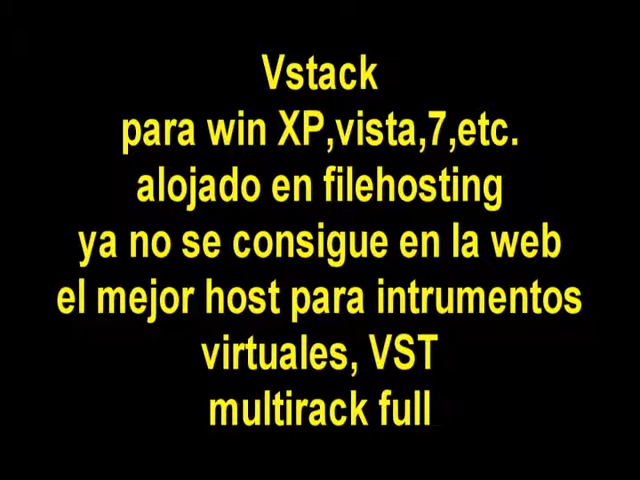 Vstack
para win XP,vista,7,etc.
alojado en filehosting
ya no se consigue en la web
el mejor host para intrumentos
virtuales, VST
multirack full